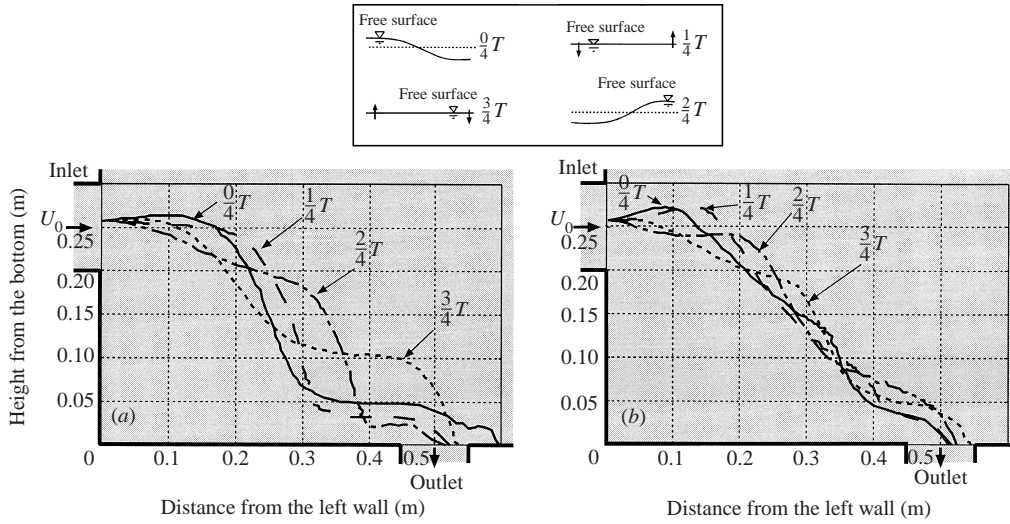 Free surface
0/4 T
Free surface
1/4 T
Free surface
3/4 T
Free surface
2/4 T
Height from the bottom (m)
Inlet
U0
0.25
0.20
0.10
0.05
0/4 T
1/4 T
2/4 T
3/4 T
(a)
0
0.1
0.2
0.3
0.4
0.5
Outlet
Distance from the left wall (m)
Inlet
U0
0.25
0.20
0.10
0.05
0/4 T
1/4 T
2/4 T
3/4 T
(b)
0
0.1
0.2
0.3
0.4
0.5
Outlet
Distance from the left wall (m)